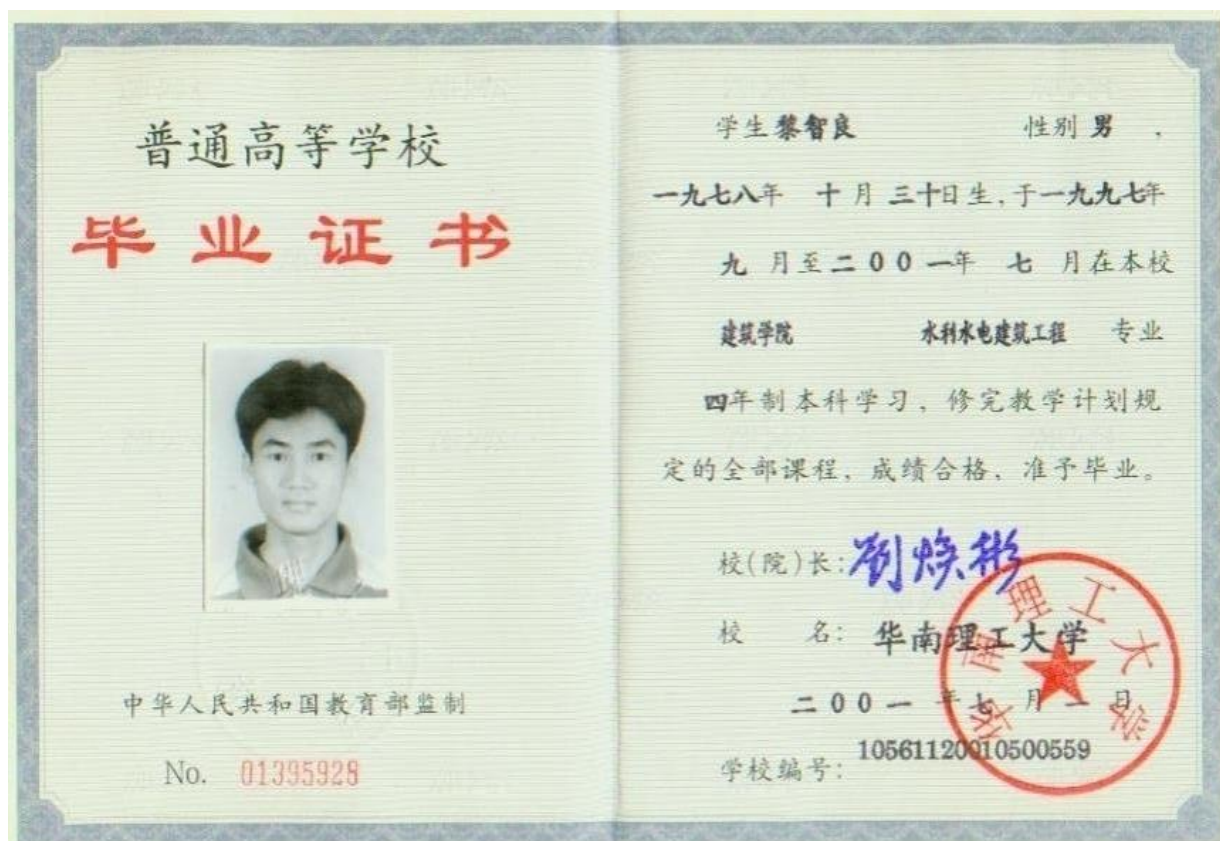 普通高等学校
毕业证书
中华人民共和国教育部监制
No. 01395928
学生黎智良 性别 男 ,
一九七八年 十月三十日生,于一九九七年
九 月至二00一年 七 月在本校
建筑学院 水利水电建筑工程 专业
四年制本科学习,修完教学计划规
定的全部课程,成绩合格,准予毕业。
校(院)长:劉焕彬
校 名: 华南理工大学
二00一 年七 月一日
学校编号: 10561120010500559
华南理工大学